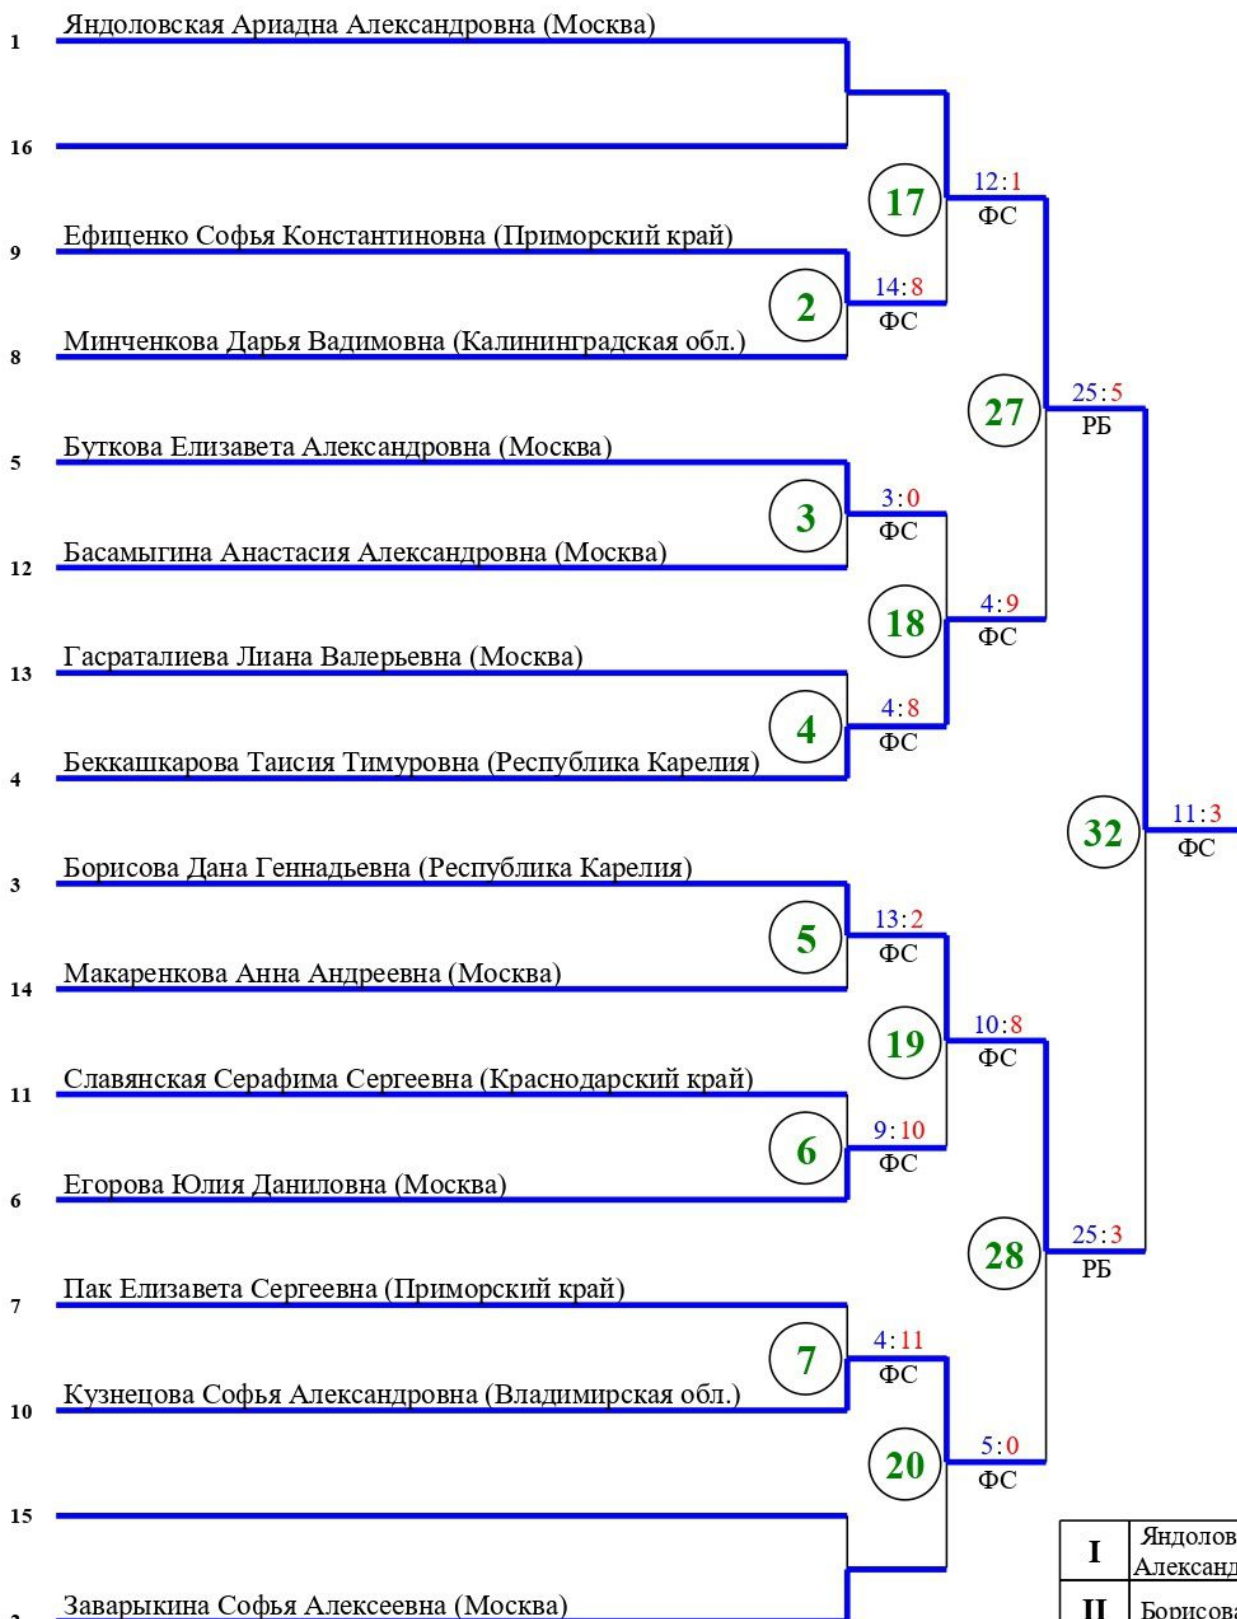 Яндоловская Ариадна Александровна (Москва)
1
16
17
12:1
ФС
Ефиценко Софья Константиновна (Приморский край)
9
2
14:8
ФС
Минченкова Дарья Вадимовна (Калининградская обл.)
8
27
25:5
РБ
Буткова Елизавета Александровна (Москва)
5
3
3:0
ФС
Басамыгина Анастасия Александровна (Москва)
12
18
4:9
ФС
Гасраталиева Лиана Валерьевна (Москва)
13
4
4:8
ФС
Беккашкарова Таисия Тимуровна (Республика Карелия)
4
32
11:3
ФС
Борисова Дана Геннадьевна (Республика Карелия)
3
5
13:2
ФС
Макаренкова Анна Андреевна (Москва)
14
19
10:8
ФС
Славянская Серафима Сергеевна (Краснодарский край)
11
6
9:10
ФС
Егорова Юлия Даниловна (Москва)
6
28
25:3
РБ
Пак Елизавета Сергеевна (Приморский край)
7
7
4:11
ФС
Кузнецова Софья Александровна (Владимирская обл.)
10
20
5:0
ФС
15
I
Яндолов
Александ
Заварыкина Софья Алексеевна (Москва)
II
Борисова